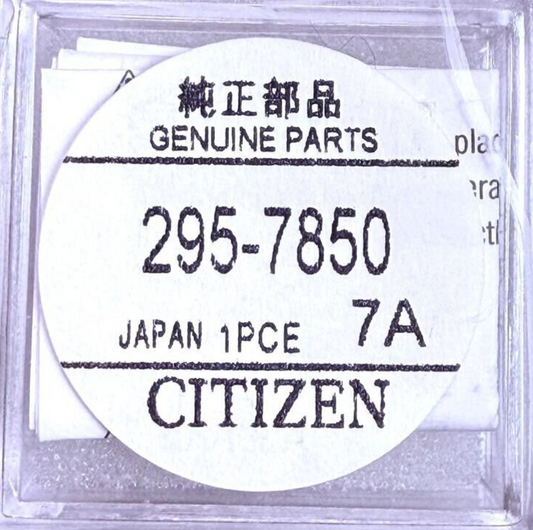 純正部品
GENUINE PARTS
295-7850
7A
JAPAN 1PCE
CITIZEN